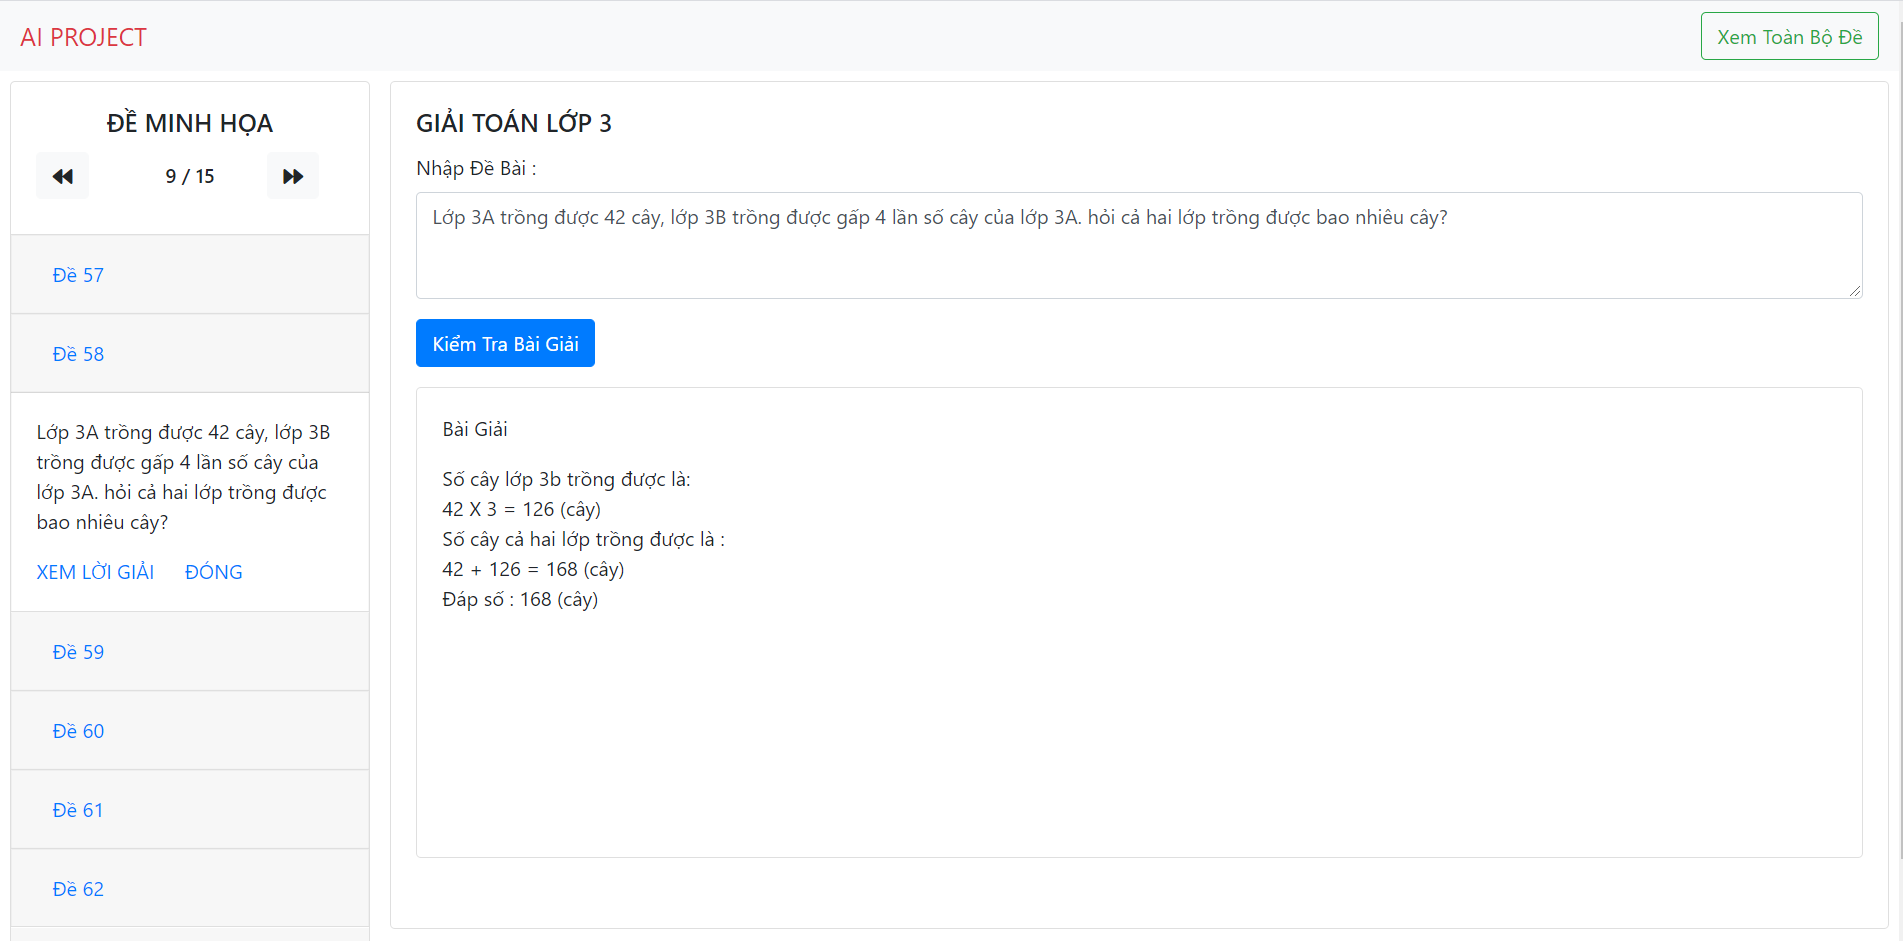 AI PROJECT
Xem Toàn Bộ Đề
ĐỀ MINH HỌA
9 / 15
Đề 57
Đề 58
Lớp 3A trồng được 42 cây, lớp 3B
trồng được gấp 4 lần số cây của
lớp 3A. hỏi cả hai lớp trồng được
bao nhiêu cây?
XEM LỜI GIẢI ĐÓNG
Đề 59
Đề 60
Đề 61
Đề 62
GIẢI TOÁN LỚP 3
Nhập Đề Bài :
Lớp 3A trồng được 42 cây, lớp 3B trồng được gấp 4 lần số cây của lớp 3A. hỏi cả hai lớp trồng được bao nhiêu cây?
Kiểm Tra Bài Giải
Bài Giải
Số cây lớp 3b trồng được là:
42 X 3 = 126 (cây)
Số cây cả hai lớp trồng được là :
42 + 126 = 168 (cây)
Đáp số : 168 (cây)